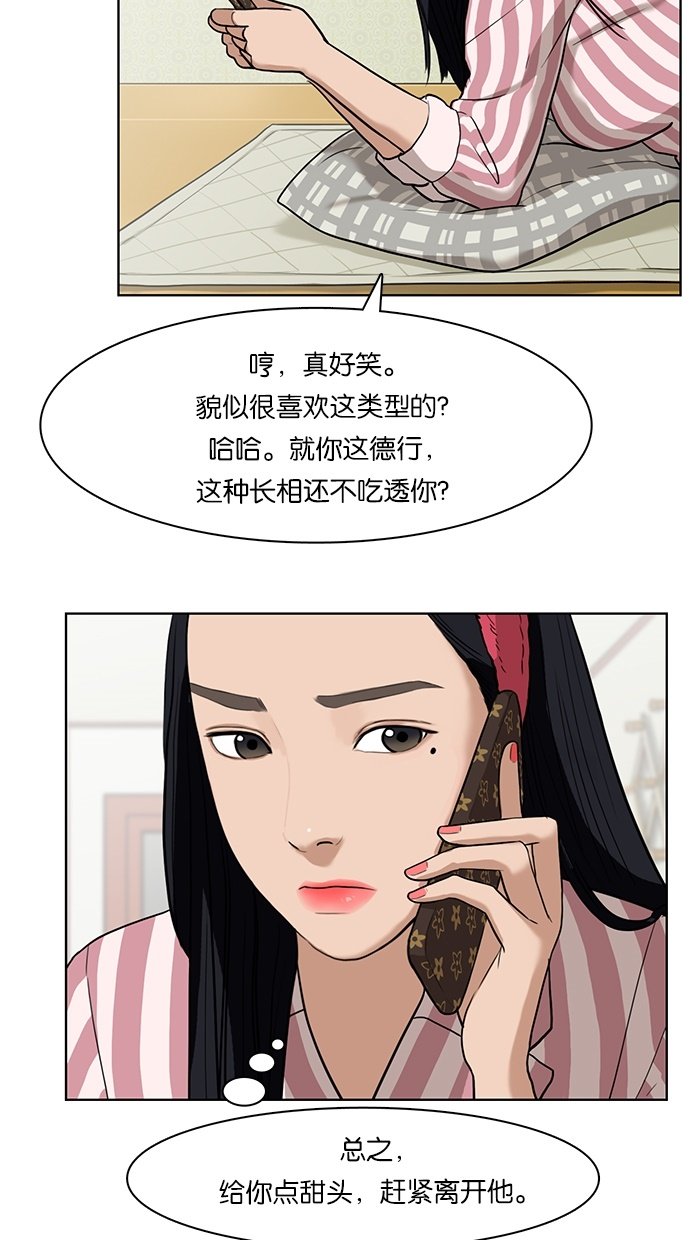 哼，真好笑。
貌似很喜欢这类型的？
哈哈。就你这德行，
这种长相还不吃透你？
总之，
给你点甜头，赶紧离开他。